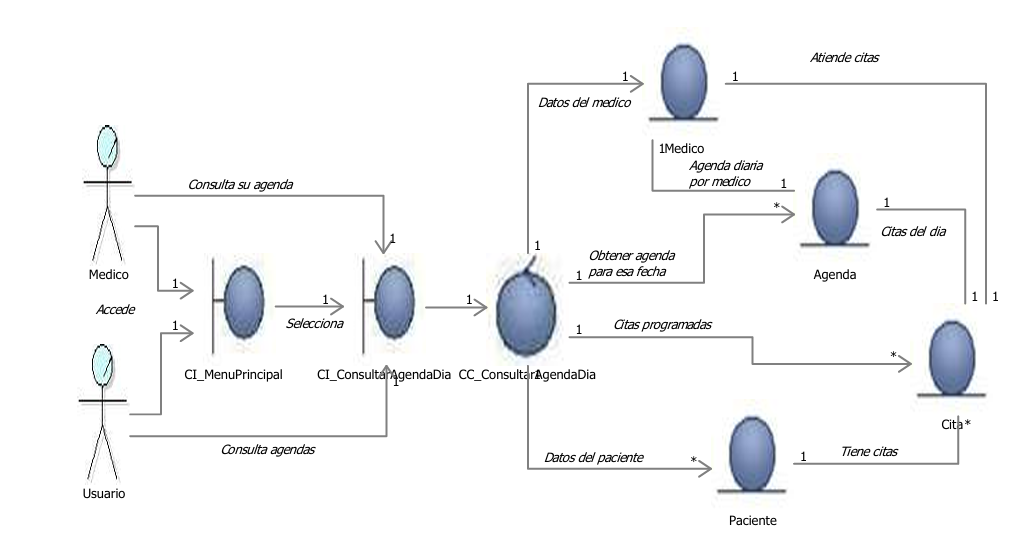 Atiende citas
1
1
Datos del medico
1Medico
Agenda diaria
por medico
1
Consulta su agenda
*
1
Citas del dia
1
1
Obtener agenda
para esa fecha
Medico
Agenda
1
1
1
1
Accede
1
1
1
Selecciona
1
Citas programadas
*
CI_MenuPrincipal
CI_ConsultarAgendaDia
1
CC_ConsultarAgendaDia
1
Cita
*
Consulta agendas
Datos del paciente
*
1
Tiene citas
Usuario
Paciente